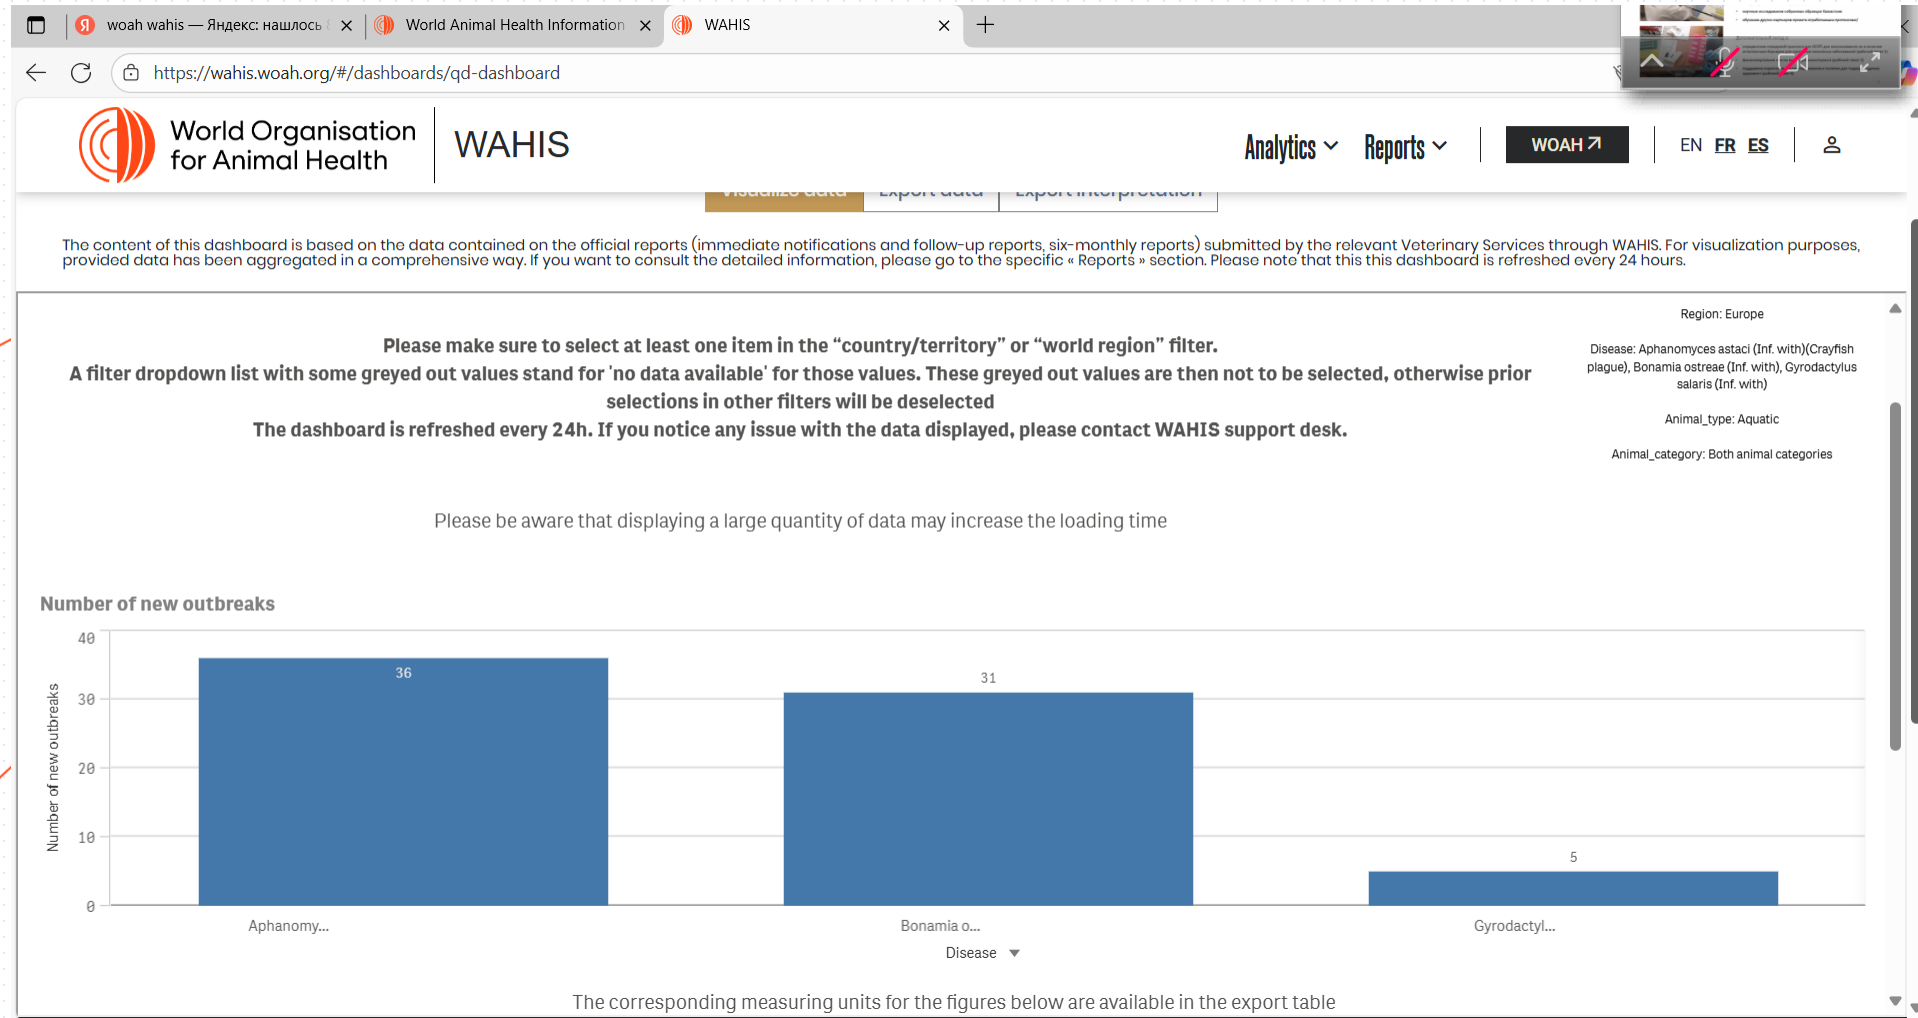 woah wahis — Яндекс: нашлось
World Animal Health Information
WAHIS
https://wahis.woah.org/#/dashboards/qd-dashboard
World Organisation
for Animal Health
WAHIS
Analytics
Reports
WOAH
EN FR ES
Visualize data
Export data
Export interpretation
The content of this dashboard is based on the data contained on the official reports (immediate notifications and follow-up reports, six-monthly reports) submitted by the relevant Veterinary Services through WAHIS. For visualization purposes,
provided data has been aggregated in a comprehensive way. If you want to consult the detailed information, please go to the specific « Reports » section. Please note that this this dashboard is refreshed every 24 hours.
Please make sure to select at least one item in the “country/territory” or “world region” filter.
A filter dropdown list with some greyed out values stand for 'no data available' for those values. These greyed out values are then not to be selected, otherwise prior
selections in other filters will be deselected
The dashboard is refreshed every 24h. If you notice any issue with the data displayed, please contact WAHIS support desk.
Please be aware that displaying a large quantity of data may increase the loading time
Region: Europe
Disease: Aphanomyces astaci (Inf. with)(Crayfish
plague), Bonamia ostreae (Inf. with), Gyrodactylus
salaris (Inf. with)
Animal_type: Aquatic
Animal_category: Both animal categories
Number of new outbreaks
Number of new outbreaks
40
30
20
10
0
36
31
5
Aphanomy...
Bonamia o...
Gyrodactyl...
Disease
The corresponding measuring units for the figures below are available in the export table